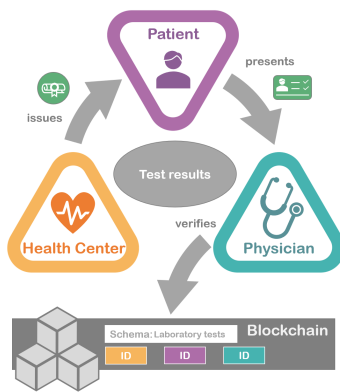 Patient
presents
issues
Test results
verifies
Health Center
Physician
Schema: Laboratory tests
Blockchain
ID
ID
ID